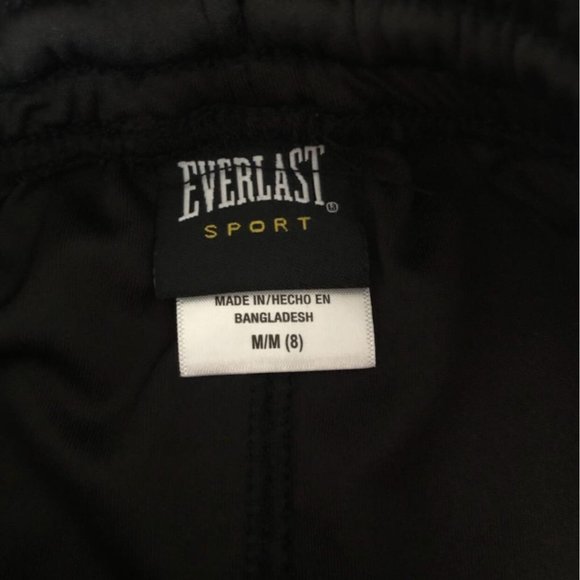 EVERLAST
SPORT
MADE IN/HECHO EN
BANGLADESH
M/M (8)